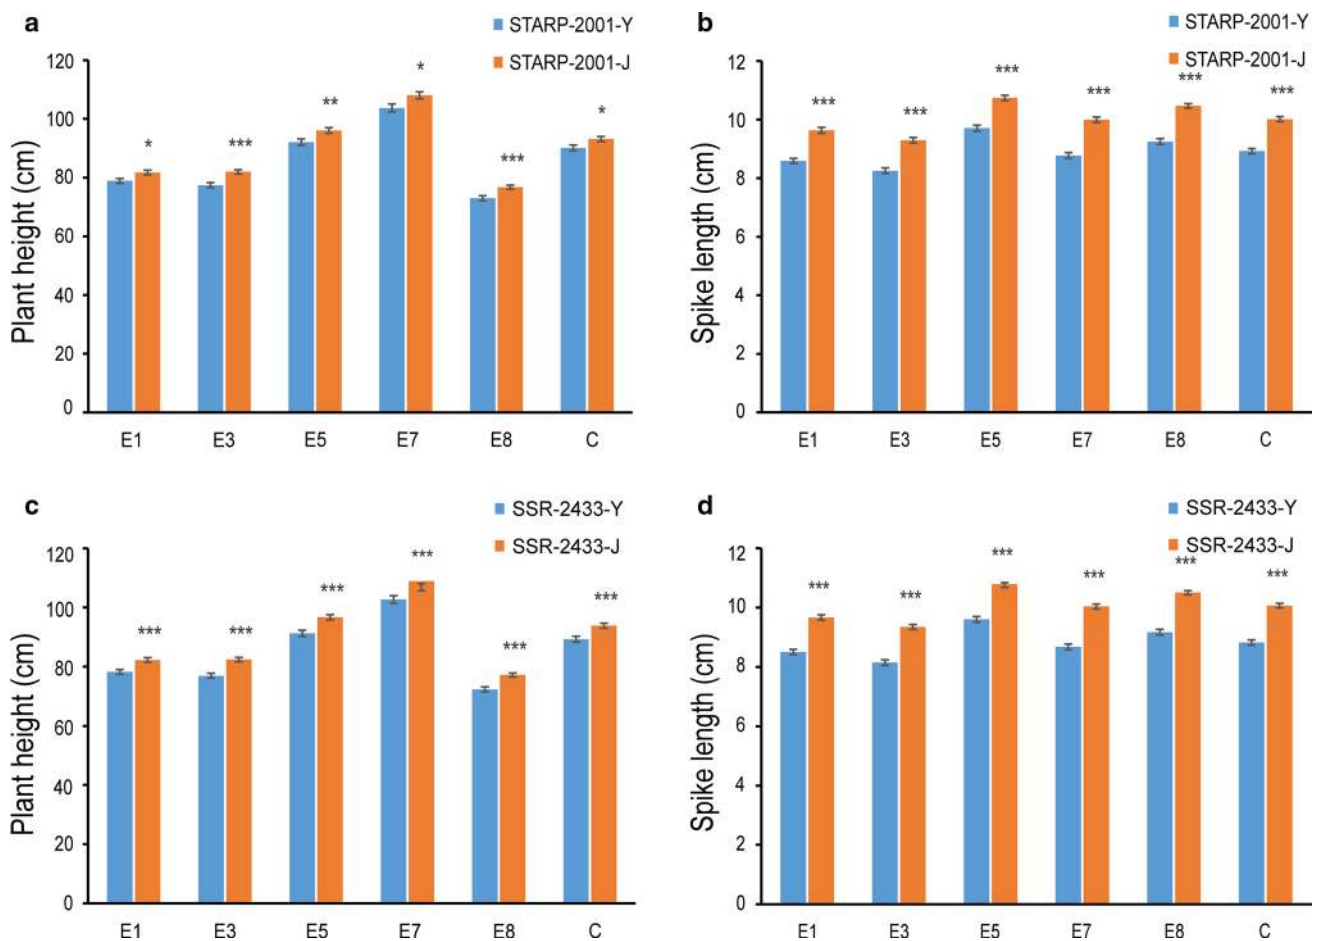 a
STARP-2001-Y
STARP-2001-J
Plant height (cm)
120
100
80
60
40
20
0
* *** ** * *** *
E1 E3 E5 E7 E8 C
b
STARP-2001-Y
STARP-2001-J
Spike length (cm)
12
10
8
6
4
2
0
*** *** *** *** *** ***
E1 E3 E5 E7 E8 C
c
SSR-2433-Y
SSR-2433-J
Plant height (cm)
120
100
80
60
40
20
0
*** *** *** *** *** ***
E1 E3 E5 E7 E8 C
d
SSR-2433-Y
SSR-2433-J
Spike length (cm)
12
10
8
6
4
2
0
*** *** *** *** *** ***
E1 E3 E5 E7 E8 C